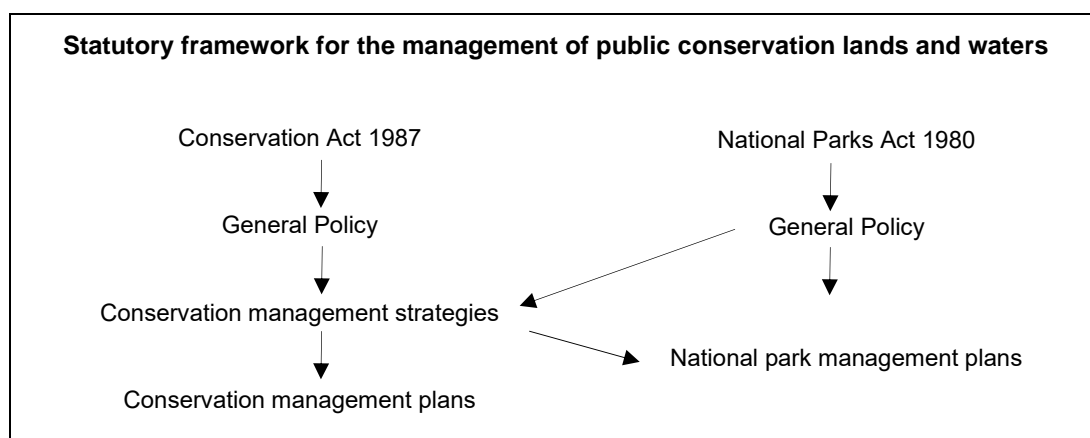 Statutory framework for the management of public conservation lands and waters
Conservation Act 1987
National Parks Act 1980
General Policy
General Policy
Conservation management strategies
National park management plans
Conservation management plans